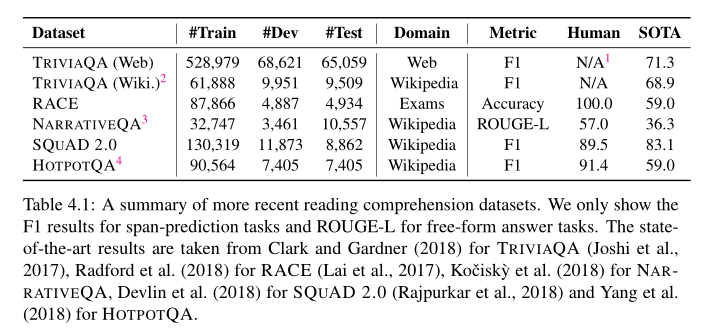 Dataset #Train #Dev #Test Domain Metric Human SOTA
TRIVIAQA (Web) 528,979 68,621 65,059 Web F1 N/A1 71.3
TRIVIAQA (Wiki.)2 61,888 9,951 9,509 Wikipedia F1 N/A 68.9
RACE 87,866 4,887 4,934 Exams Accuracy 100.0 59.0
NARRATIVEQA3 32,747 3,461 10,557 Wikipedia ROUGE-L 57.0 36.3
SQUAD 2.0 130,319 11,873 8,862 Wikipedia F1 89.5 83.1
HOTPOTQA4 90,564 7,405 7,405 Wikipedia F1 91.4 59.0
Table 4.1: A summary of more recent reading comprehension datasets. We only show the
F1 results for span-prediction tasks and ROUGE-L for free-form answer tasks. The state-
of-the-art results are taken from Clark and Gardner (2018) for TRIVIAQA (Joshi et al.,
2017), Radford et al. (2018) for RACE (Lai et al., 2017), Kočiskỳ et al. (2018) for NAR-
RATIVEQA, Devlin et al. (2018) for SQUAD 2.0 (Rajpurkar et al., 2018) and Yang et al.
(2018) for HOTPOTQA.